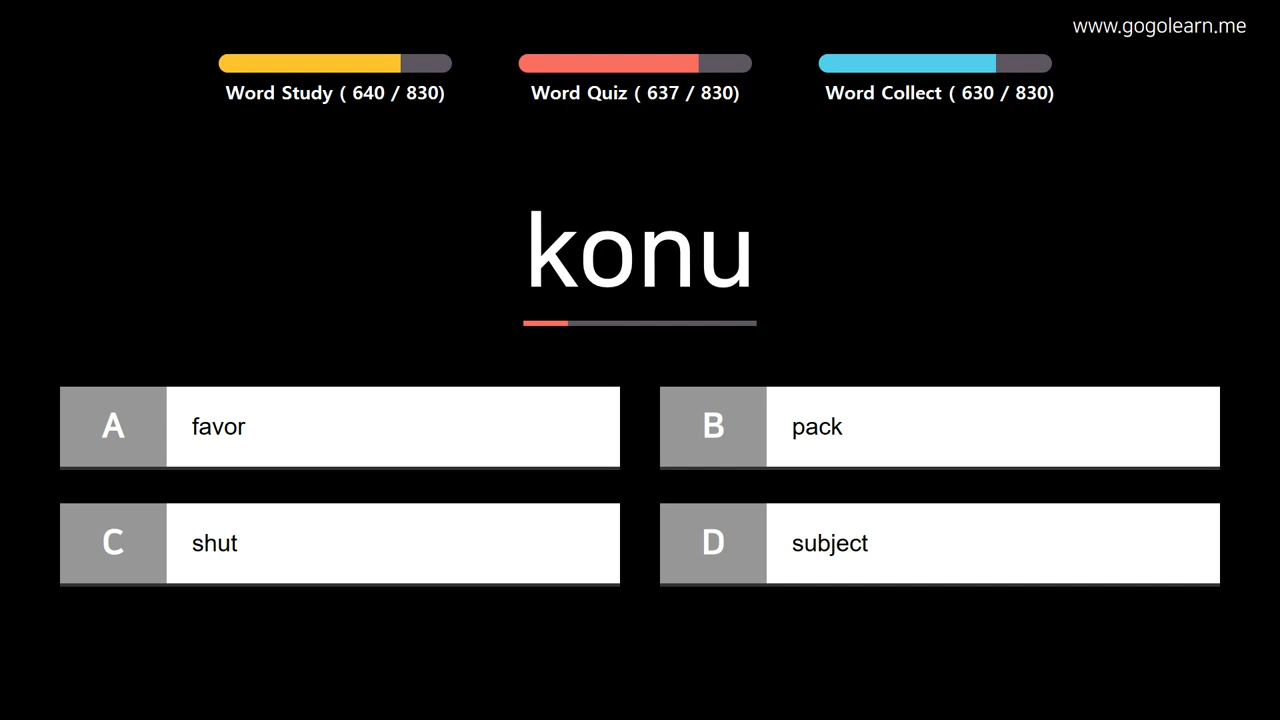 www.gogolearn.me
Word Study ( 640 / 830)
Word Quiz ( 637 / 830)
Word Collect ( 630 / 830)
konu
A favor
B pack
C shut
D subject